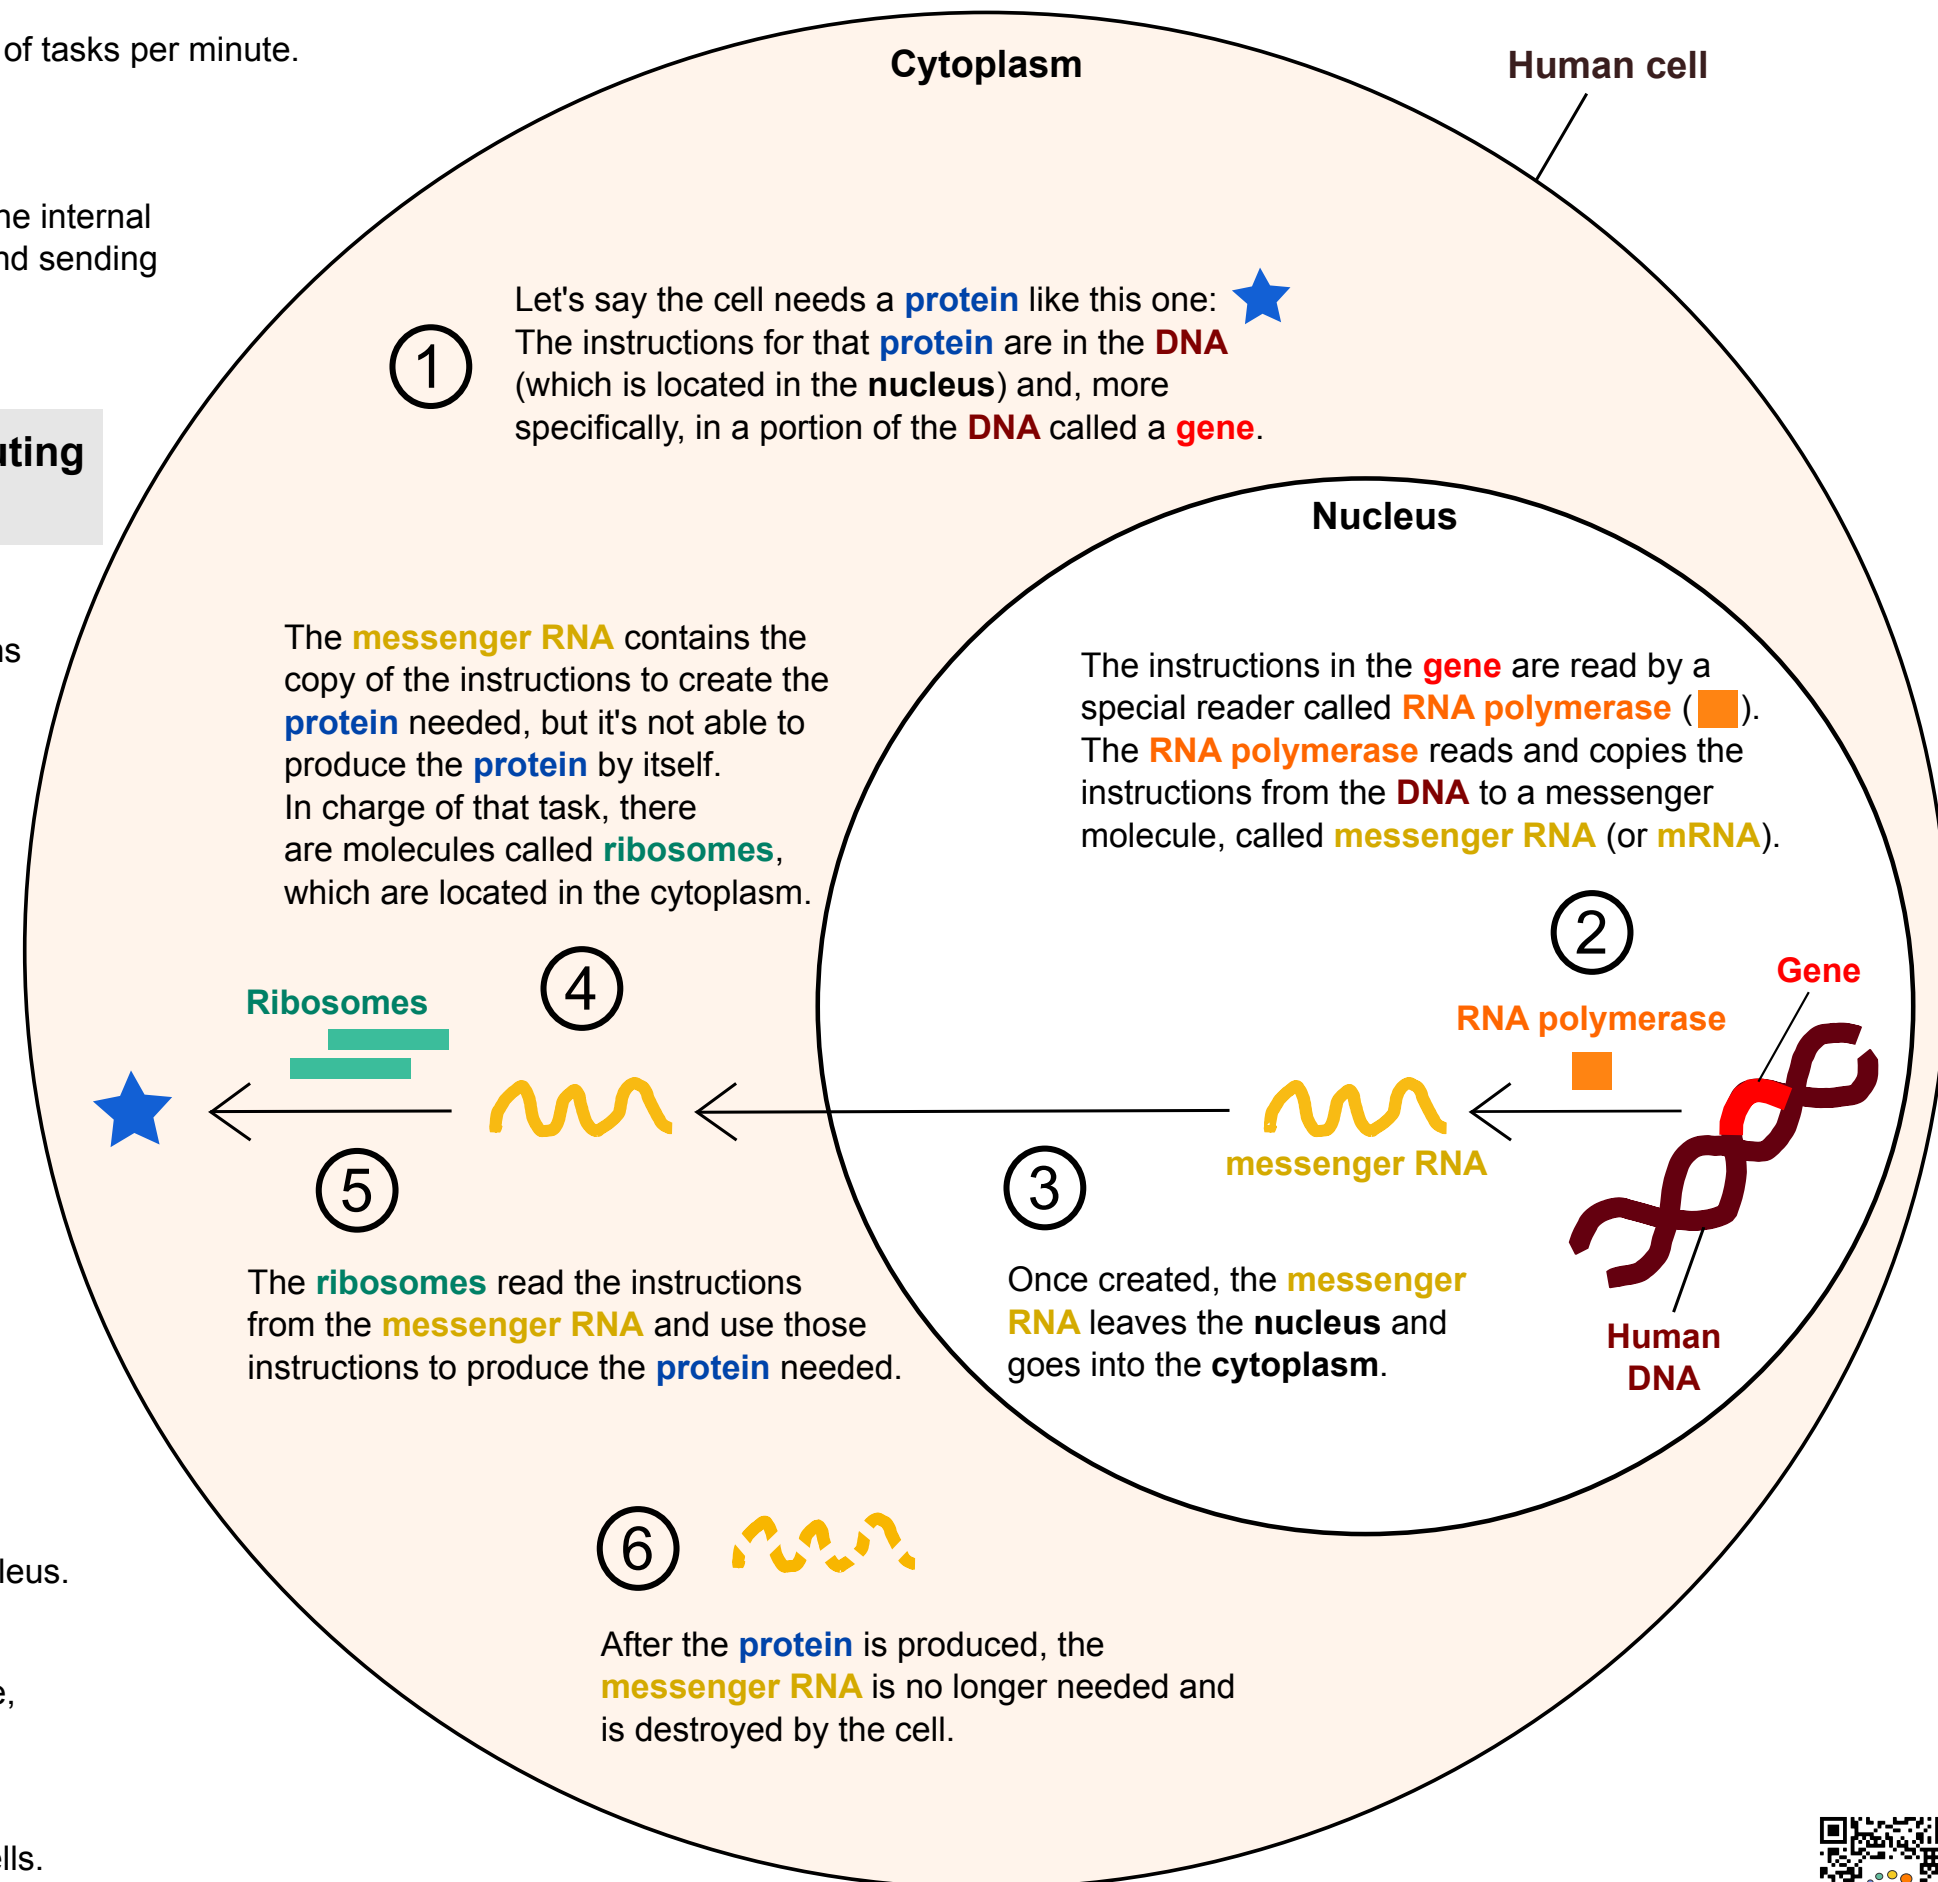 of tasks per minute.
Cytoplasm
Human cell
internal
sending
Let's say the cell needs a protein like this one:
The instructions for that protein are in the DNA
(which is located in the nucleus) and, more
specifically, in a portion of the DNA called a gene.
1
Nucleus
The messenger RNA contains the
copy of the instructions to create the
protein needed, but it's not able to
produce the protein by itself.
In charge of that task, there
are molecules called ribosomes,
which are located in the cytoplasm.
The instructions in the gene are read by a
special reader called RNA polymerase ( ).
The RNA polymerase reads and copies the
instructions from the DNA to a messenger
molecule, called messenger RNA (or mRNA).
2
Gene
RNA polymerase
4
Ribosomes
messenger RNA
3
5
The ribosomes read the instructions
from the messenger RNA and use those
instructions to produce the protein needed.
Once created, the messenger
RNA leaves the nucleus and
goes into the cytoplasm.
Human
DNA
6
After the protein is produced, the
messenger RNA is no longer needed and
is destroyed by the cell.